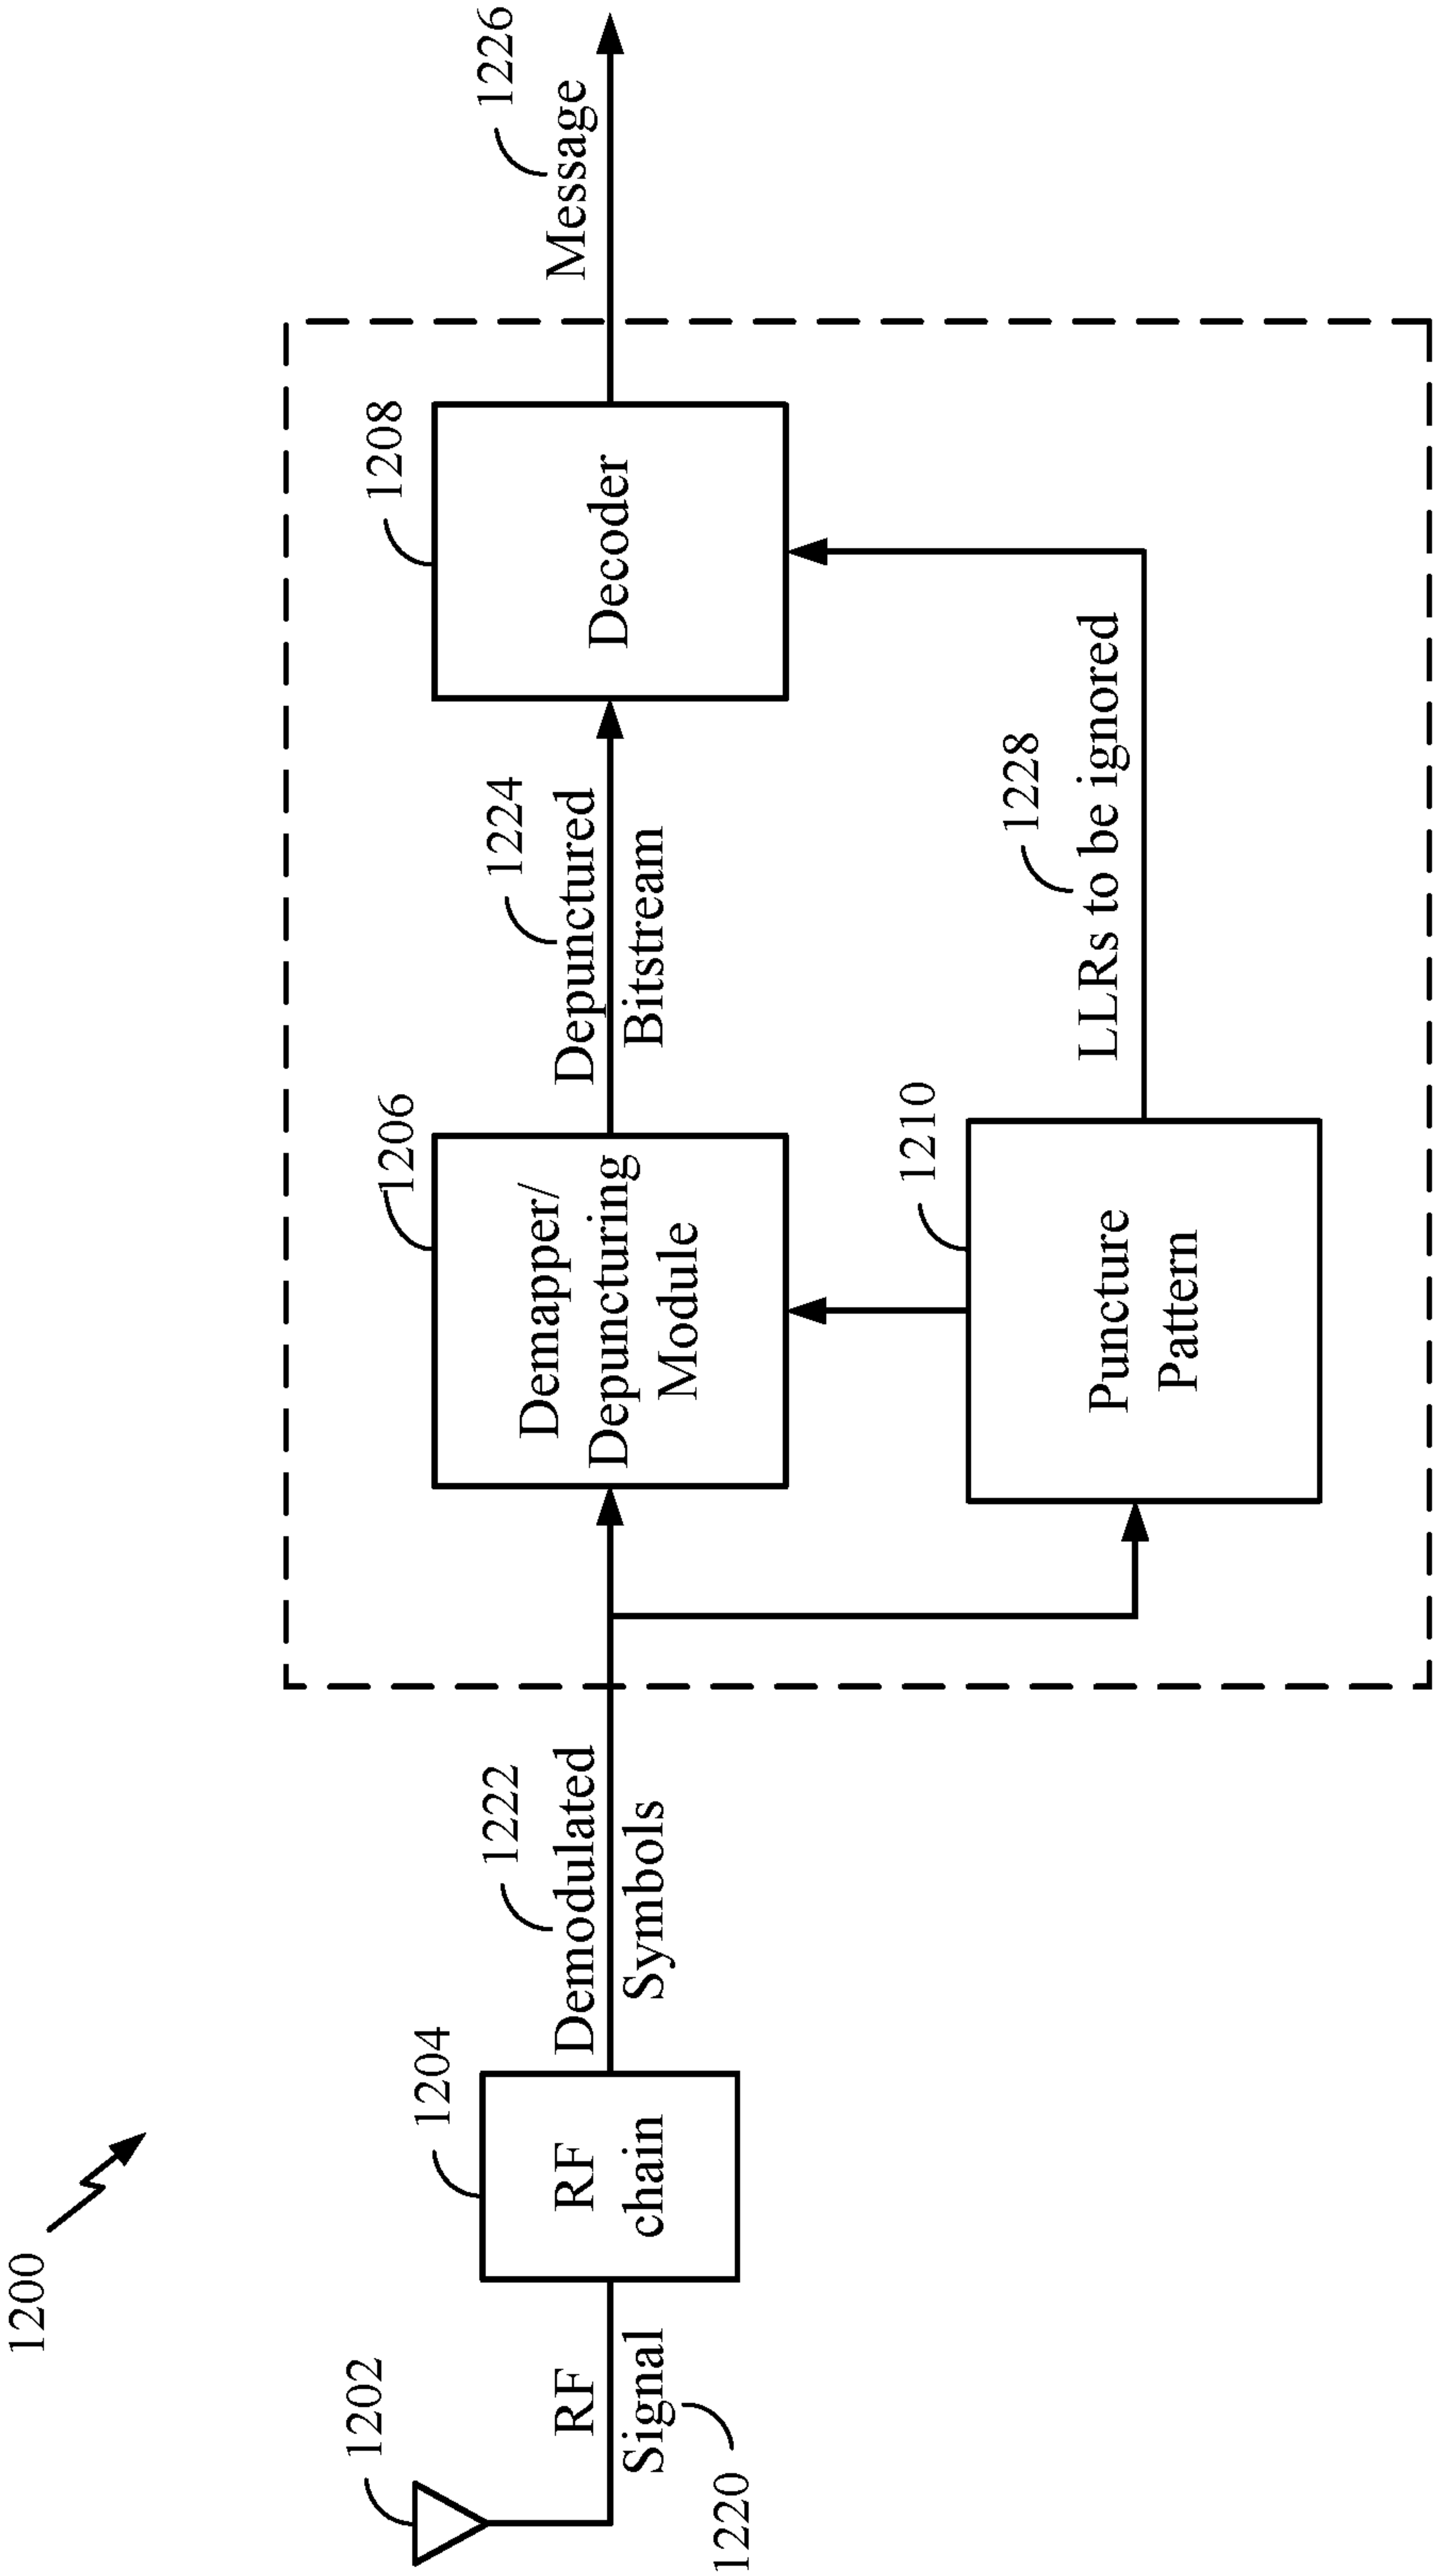 1200
1202
RF
Signal
1220
1204
RF
chain
1222
Demodulated
Symbols
1206
Demapper/
Depuncturing
Module
1224
Depunctured
Bitstream
1208
Decoder
1226
Message
1210
Puncture
Pattern
1228
LLRs to be ignored